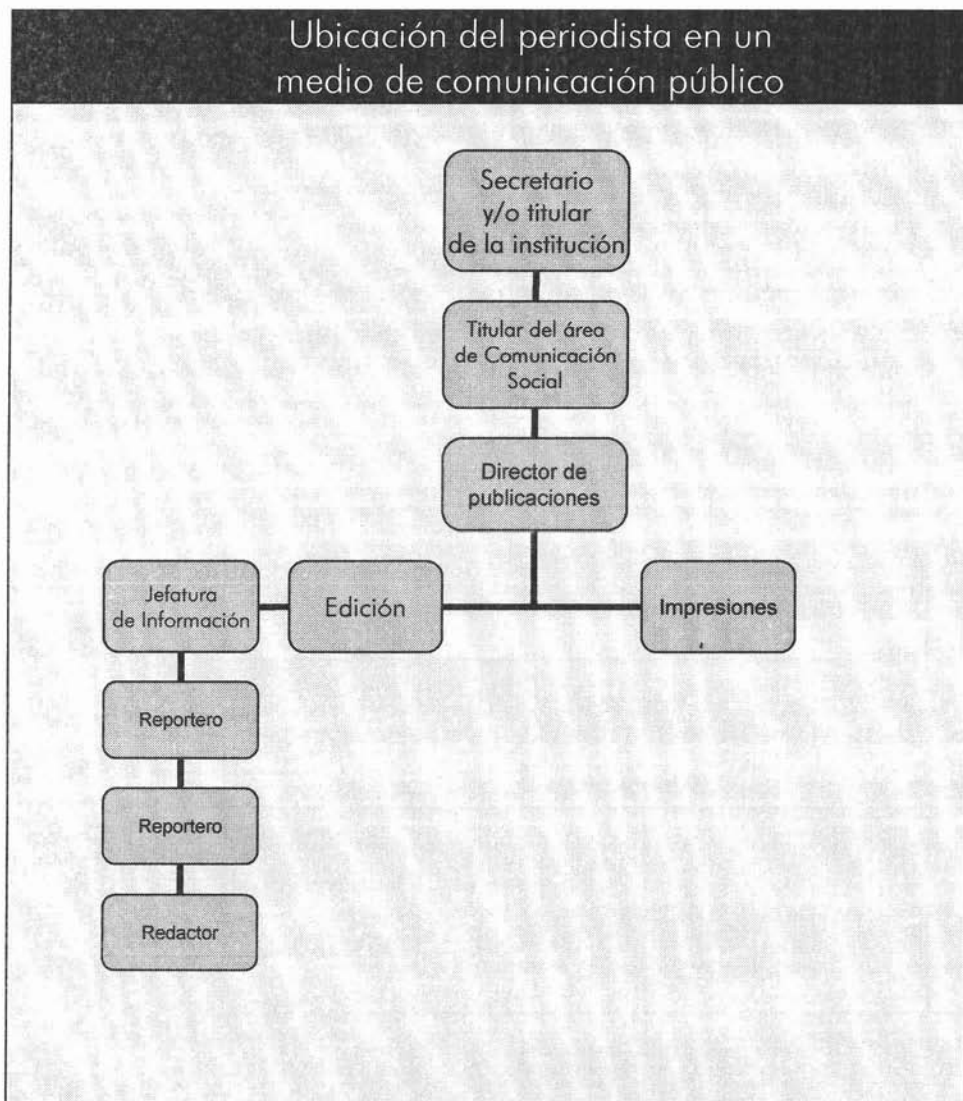 Ubicación del periodista en un
medio de comunicación público
Secretario
y/o titular
de la institución
Titular del área
de Comunicación
Social
Director de
publicaciones
Jefatura
de Información
Edición
Impresiones
Reportero
Reportero
Redactor